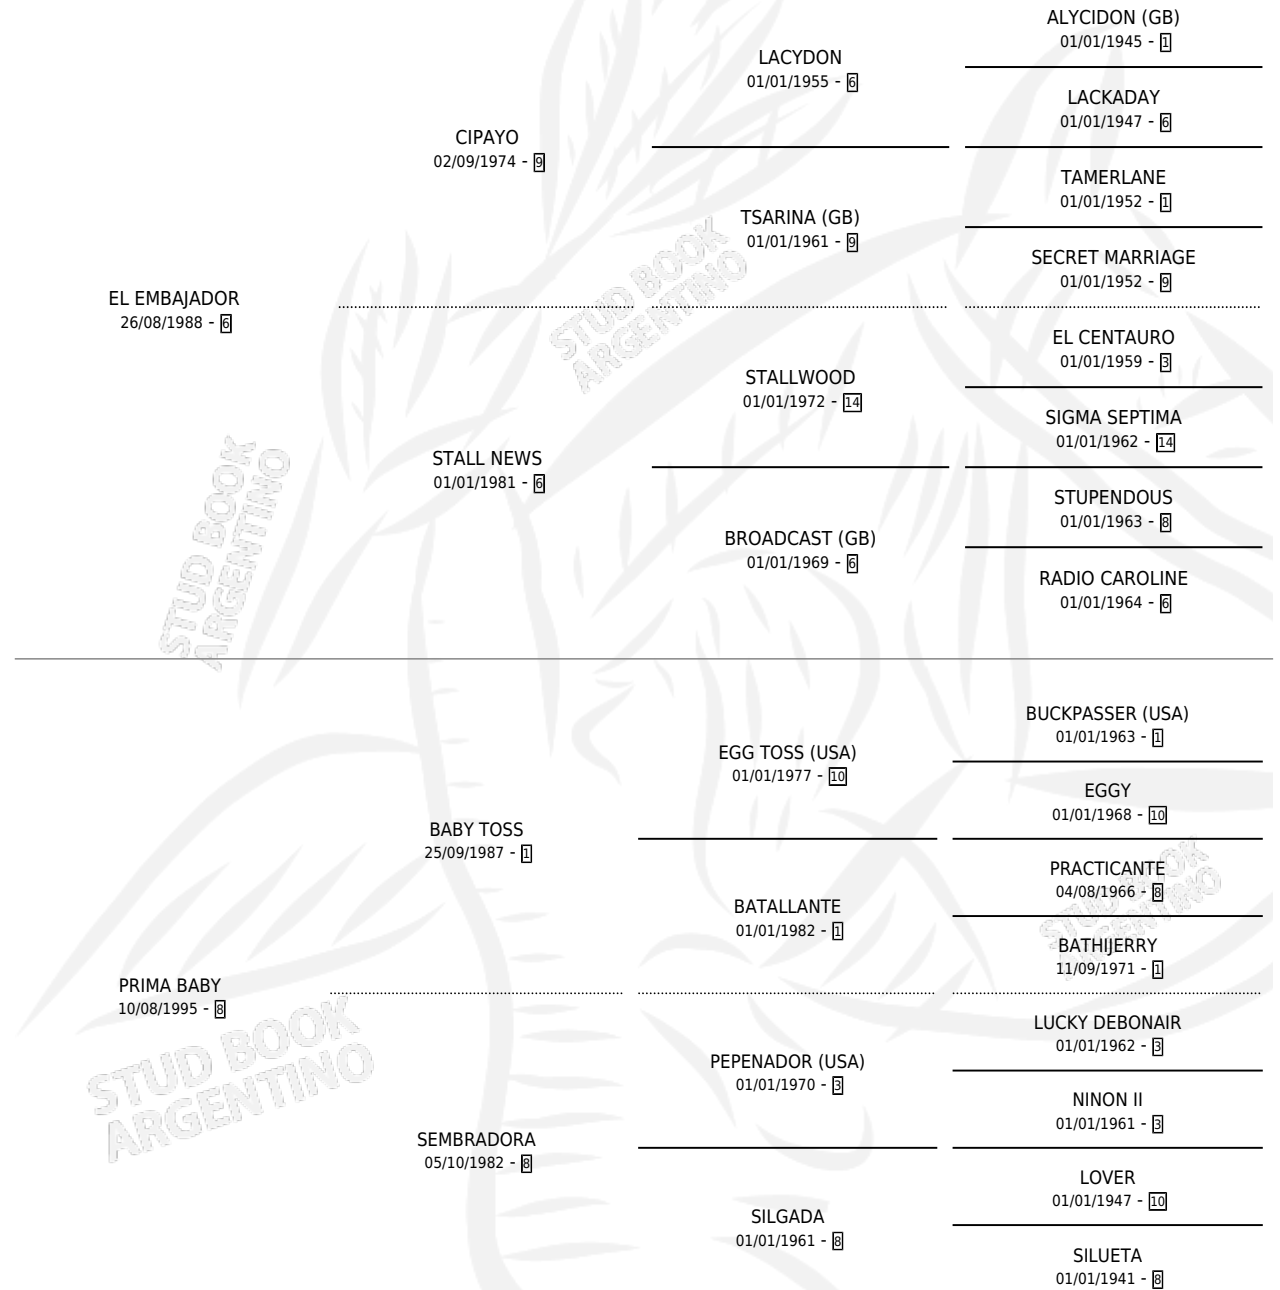 ALYCIDON (GB)
01/01/1945 - 1
LACYDON
01/01/1955 - 6
LACKADAY
01/01/1947 - 6
CIPAYO
02/09/1974 - 9
TAMERLANE
01/01/1952 - 1
TSARINA (GB)
01/01/1961 - 9
SECRET MARRIAGE
01/01/1952 - 9
EL EMBAJADOR
26/08/1988 - 6
EL CENTAURO
01/01/1959 - 3
STALLWOOD
01/01/1972 - 14
SIGMA SEPTIMA
01/01/1962 - 14
STALL NEWS
01/01/1981 - 6
STUPENDOUS
01/01/1963 - 8
BROADCAST (GB)
01/01/1969 - 6
RADIO CAROLINE
01/01/1964 - 6
BUCKPASSER (USA)
01/01/1963 - 1
EGG TOSS (USA)
01/01/1977 - 10
EGGY
01/01/1968 - 10
BABY TOSS
25/09/1987 - 1
PRACTICANTE
04/08/1966 - 8
BATALLANTE
01/01/1982 - 1
BATHIJERRY
11/09/1971 - 1
PRIMA BABY
10/08/1995 - 8
LUCKY DEBONAIR
01/01/1962 - 3
PEPENADOR (USA)
01/01/1970 - 3
NINON II
01/01/1961 - 3
SEMBRADORA
05/10/1982 - 8
LOVER
01/01/1947 - 10
SILGADA
01/01/1961 - 8
SILUETA
01/01/1941 - 8
STUD BOOK
ARGENTINO
STUD BOOK
ARGENTINO
STUD BOOK
ARGENTINO
STUD BOOK
ARGENTINO